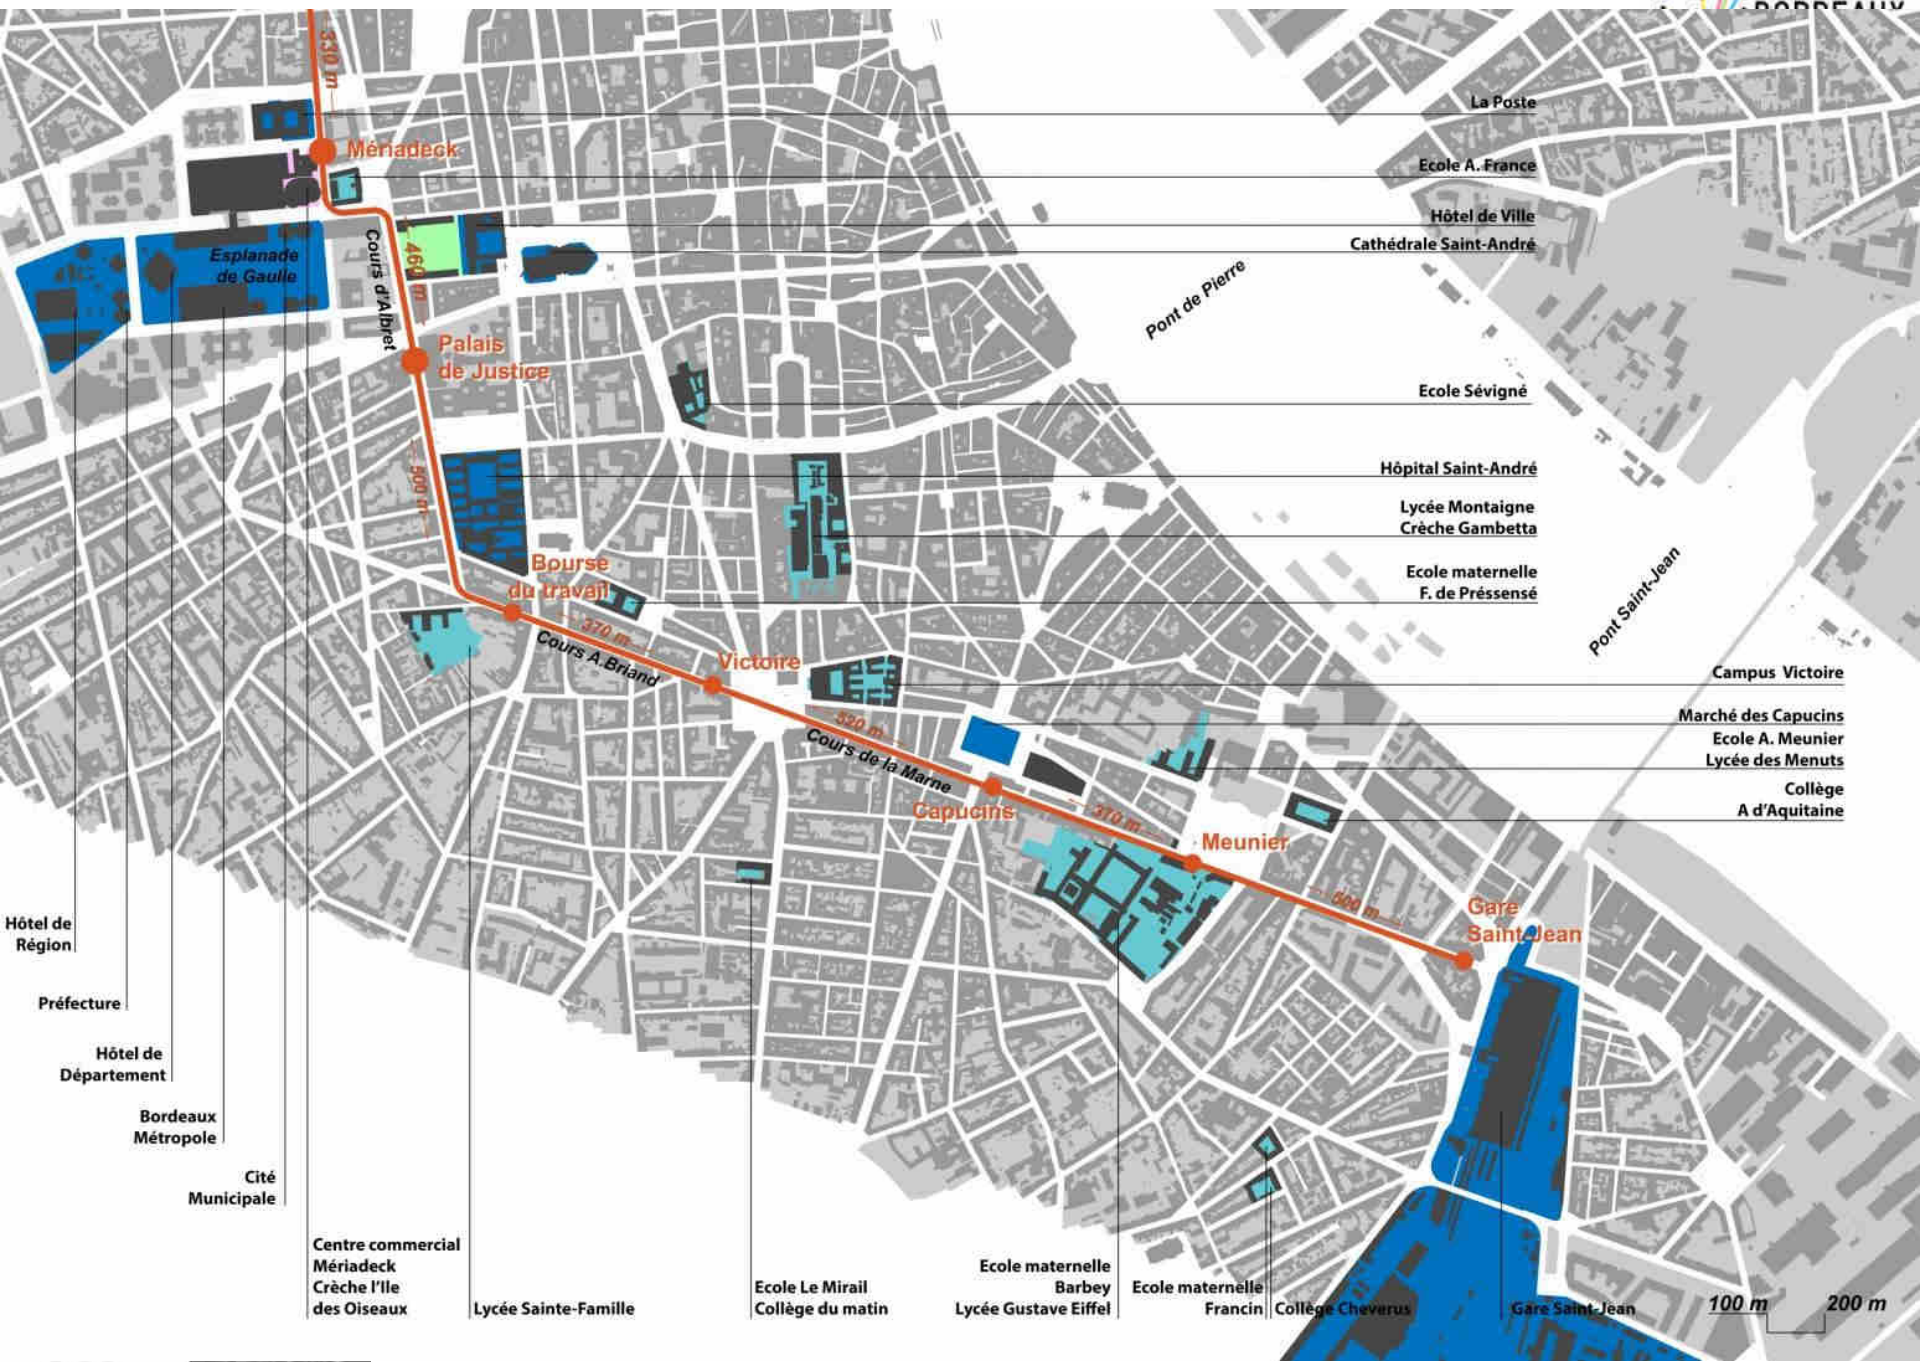 BORDEAUX
330 m
La Poste
Mériadeck
Ecole A. France
Hôtel de Ville
Cathédrale Saint-André
Esplanade
de Gaulle
Cours d'Albret
460 m
Pont de Pierre
Palais
de Justice
Ecole Sévigné
500 m
Hôpital Saint-André
Lycée Montaigne
Crèche Gambetta
Bourse
du travail
Ecole maternelle
F. de Préssensé
Pont Saint-Jean
370 m
Cours A.Briand
Victoire
Campus Victoire
520 m
Cours de la Marne
Marché des Capucins
Ecole A. Meunier
Lycée des Menuts
Collège
A d'Aquitaine
Capucins
370 m
Meunier
500 m
Gare
Saint-Jean
Hôtel de
Région
Préfecture
Hôtel de
Département
Bordeaux
Métropole
Cité
Municipale
Centre commercial
Mériadeck
Crèche l'Ile
des Oiseaux
Lycée Sainte-Famille
Ecole Le Mirail
Collège du matin
Ecole maternelle
Barbey
Lycée Gustave Eiffel
Ecole maternelle
Francin
Collège Cheverus
Gare Saint-Jean
100 m
200 m